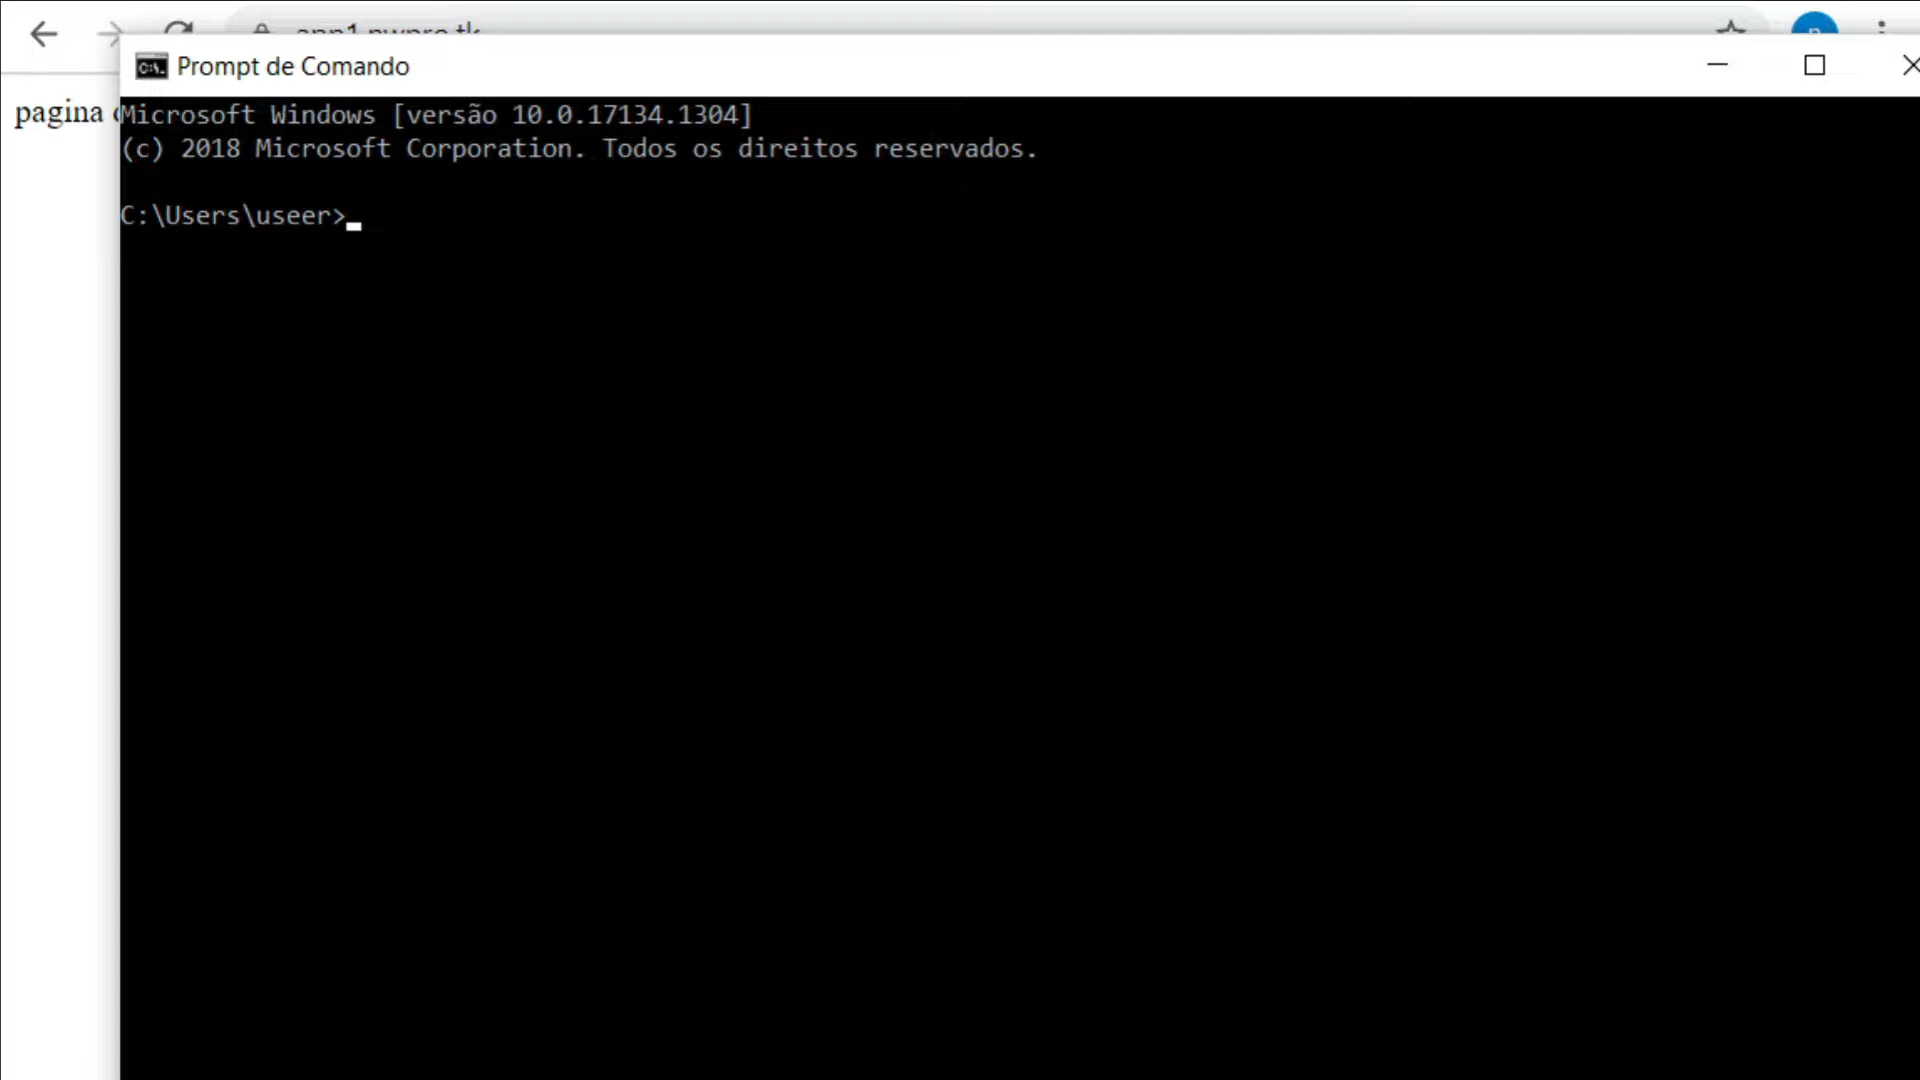 Prompt de Comando
pagina
Microsoft Windows [versão 10.0.17134.1304]
(c) 2018 Microsoft Corporation. Todos os direitos reservados.
C:\Users\useer>